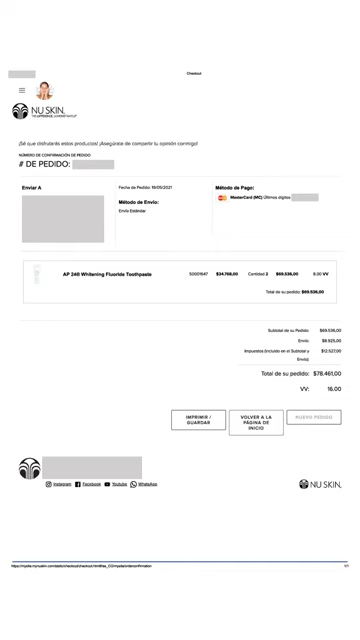 Checkout
NU SKIN.
THE DIFFERENCE. DEMONSTRATED.®
¡Sé que disfrutarás estos productos! ¡Asegúrate de compartir tu opinión conmigo!
NÚMERO DE CONFIRMACIÓN DE PEDIDO
# DE PEDIDO:
Enviar A
Fecha de Pedido: 19/05/2021
Método de Envío:
Envío Estándar
Método de Pago:
MasterCard (MC) Últimos dígitos
AP 24® Whitening Fluoride Toothpaste 50001647 $34.768,00 Cantidad 2 $69.536,00 8.00 VV
Total de su pedido: $69.536,00
Subtotal de su Pedido: $69.536,00
Envío: $8.925,00
Impuestos (incluido en el Subtotal y Envío): $12.527,00
Total de su pedido: $78.461,00
VV: 16.00
IMPRIMIR / GUARDAR
VOLVER A LA PÁGINA DE INICIO
NUEVO PEDIDO
Instagram Facebook Youtube WhatsApp
NU SKIN.
1/1